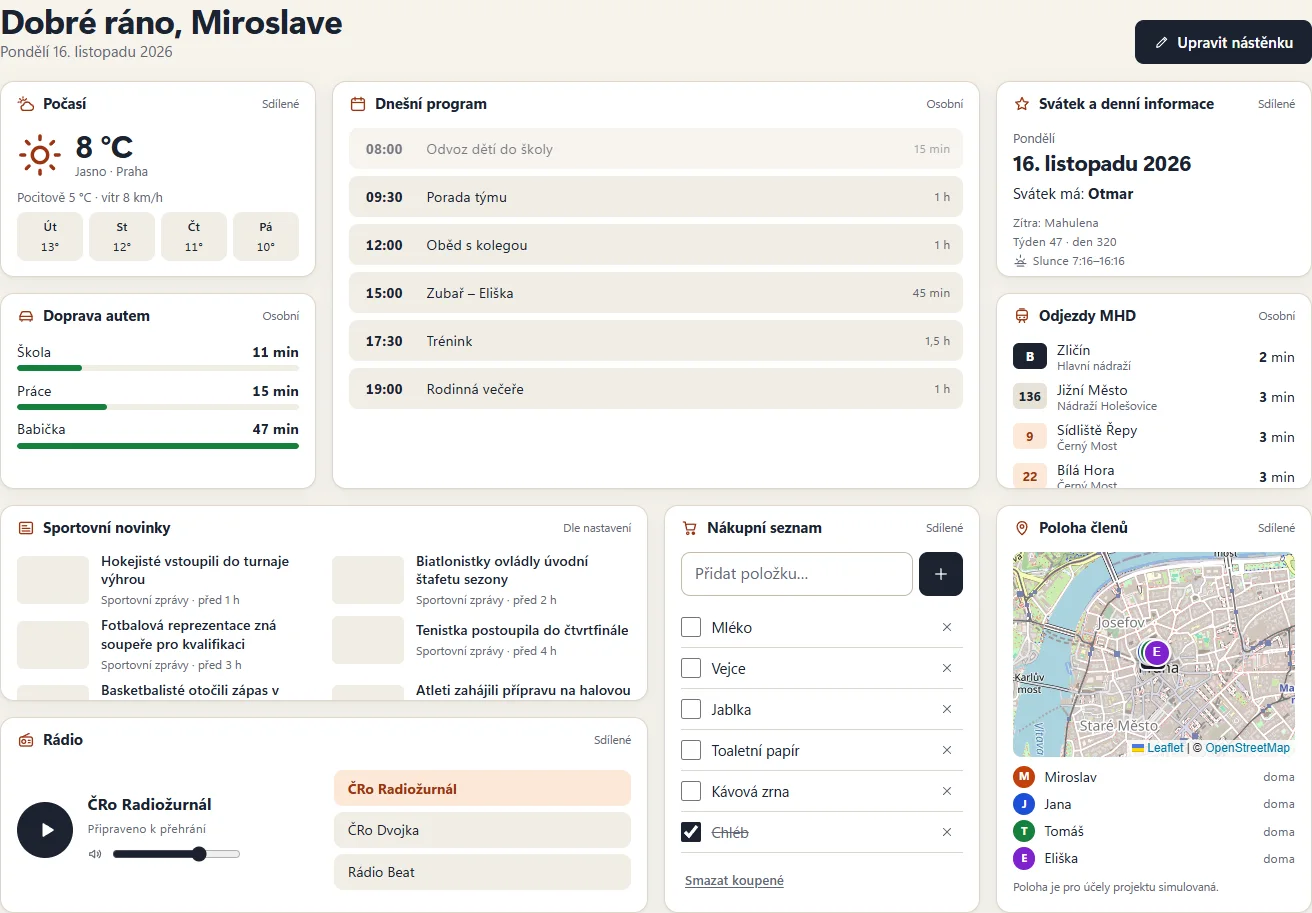 Dobré ráno, Miroslave
Pondělí 16. listopadu 2026
Upravit nástěnku
Počasí
Sdílené
8 °C
Jasno · Praha
Pocitově 5 °C · vítr 8 km/h
Út
St
Čt
Pá
13°
12°
11°
10°
Dnešní program
Osobní
08:00 Odvoz dětí do školy 15 min
09:30 Porada týmu 1 h
12:00 Oběd s kolegou 1 h
15:00 Zubař – Eliška 45 min
17:30 Trénink 1,5 h
19:00 Rodinná večeře 1 h
Svátek a denní informace
Sdílené
Pondělí
16. listopadu 2026
Svátek má: Otmar
Zítra: Mahulena
Týden 47 · den 320
Slunce 7:16–16:16
Doprava autem
Osobní
Škola 11 min
Práce 15 min
Babička 47 min
Odjezdy MHD
Osobní
B Zličín 2 min
Hlavní nádraží
136 Jižní Město 3 min
Nádraží Holešovice
9 Sídliště Řepy 3 min
Černý Most
22 Bílá Hora 3 min
Černý Most
Sportovní novinky
Dle nastavení
Hokejisté vstoupili do turnaje
výhrou
Sportovní zprávy · před 1 h
Biatlonistky ovládly úvodní
štafetu sezony
Sportovní zprávy · před 2 h
Fotbalová reprezentace zná
soupeře pro kvalifikaci
Sportovní zprávy · před 3 h
Tenistka postoupila do čtvrtfinále
Sportovní zprávy · před 4 h
Basketbalisté otočili zápas v
Atleti zahájili přípravu na halovou
Rádio
Sdílené
ČRo Radiožurnál
Připraveno k přehrání
ČRo Radiožurnál
ČRo Dvojka
Rádio Beat
Nákupní seznam
Sdílené
Přidat položku...
Mléko
Vejce
Jablka
Toaletní papír
Kávová zrna
Chléb
Smazat koupené
Poloha členů
Sdílené
most
Josefov
E
Praha
Karlův
most
Ma
Staré Město
Vltava
Leaflet | © OpenStreetMap
M Miroslav doma
J Jana doma
T Tomáš doma
E Eliška doma
Poloha je pro účely projektu simulovaná.